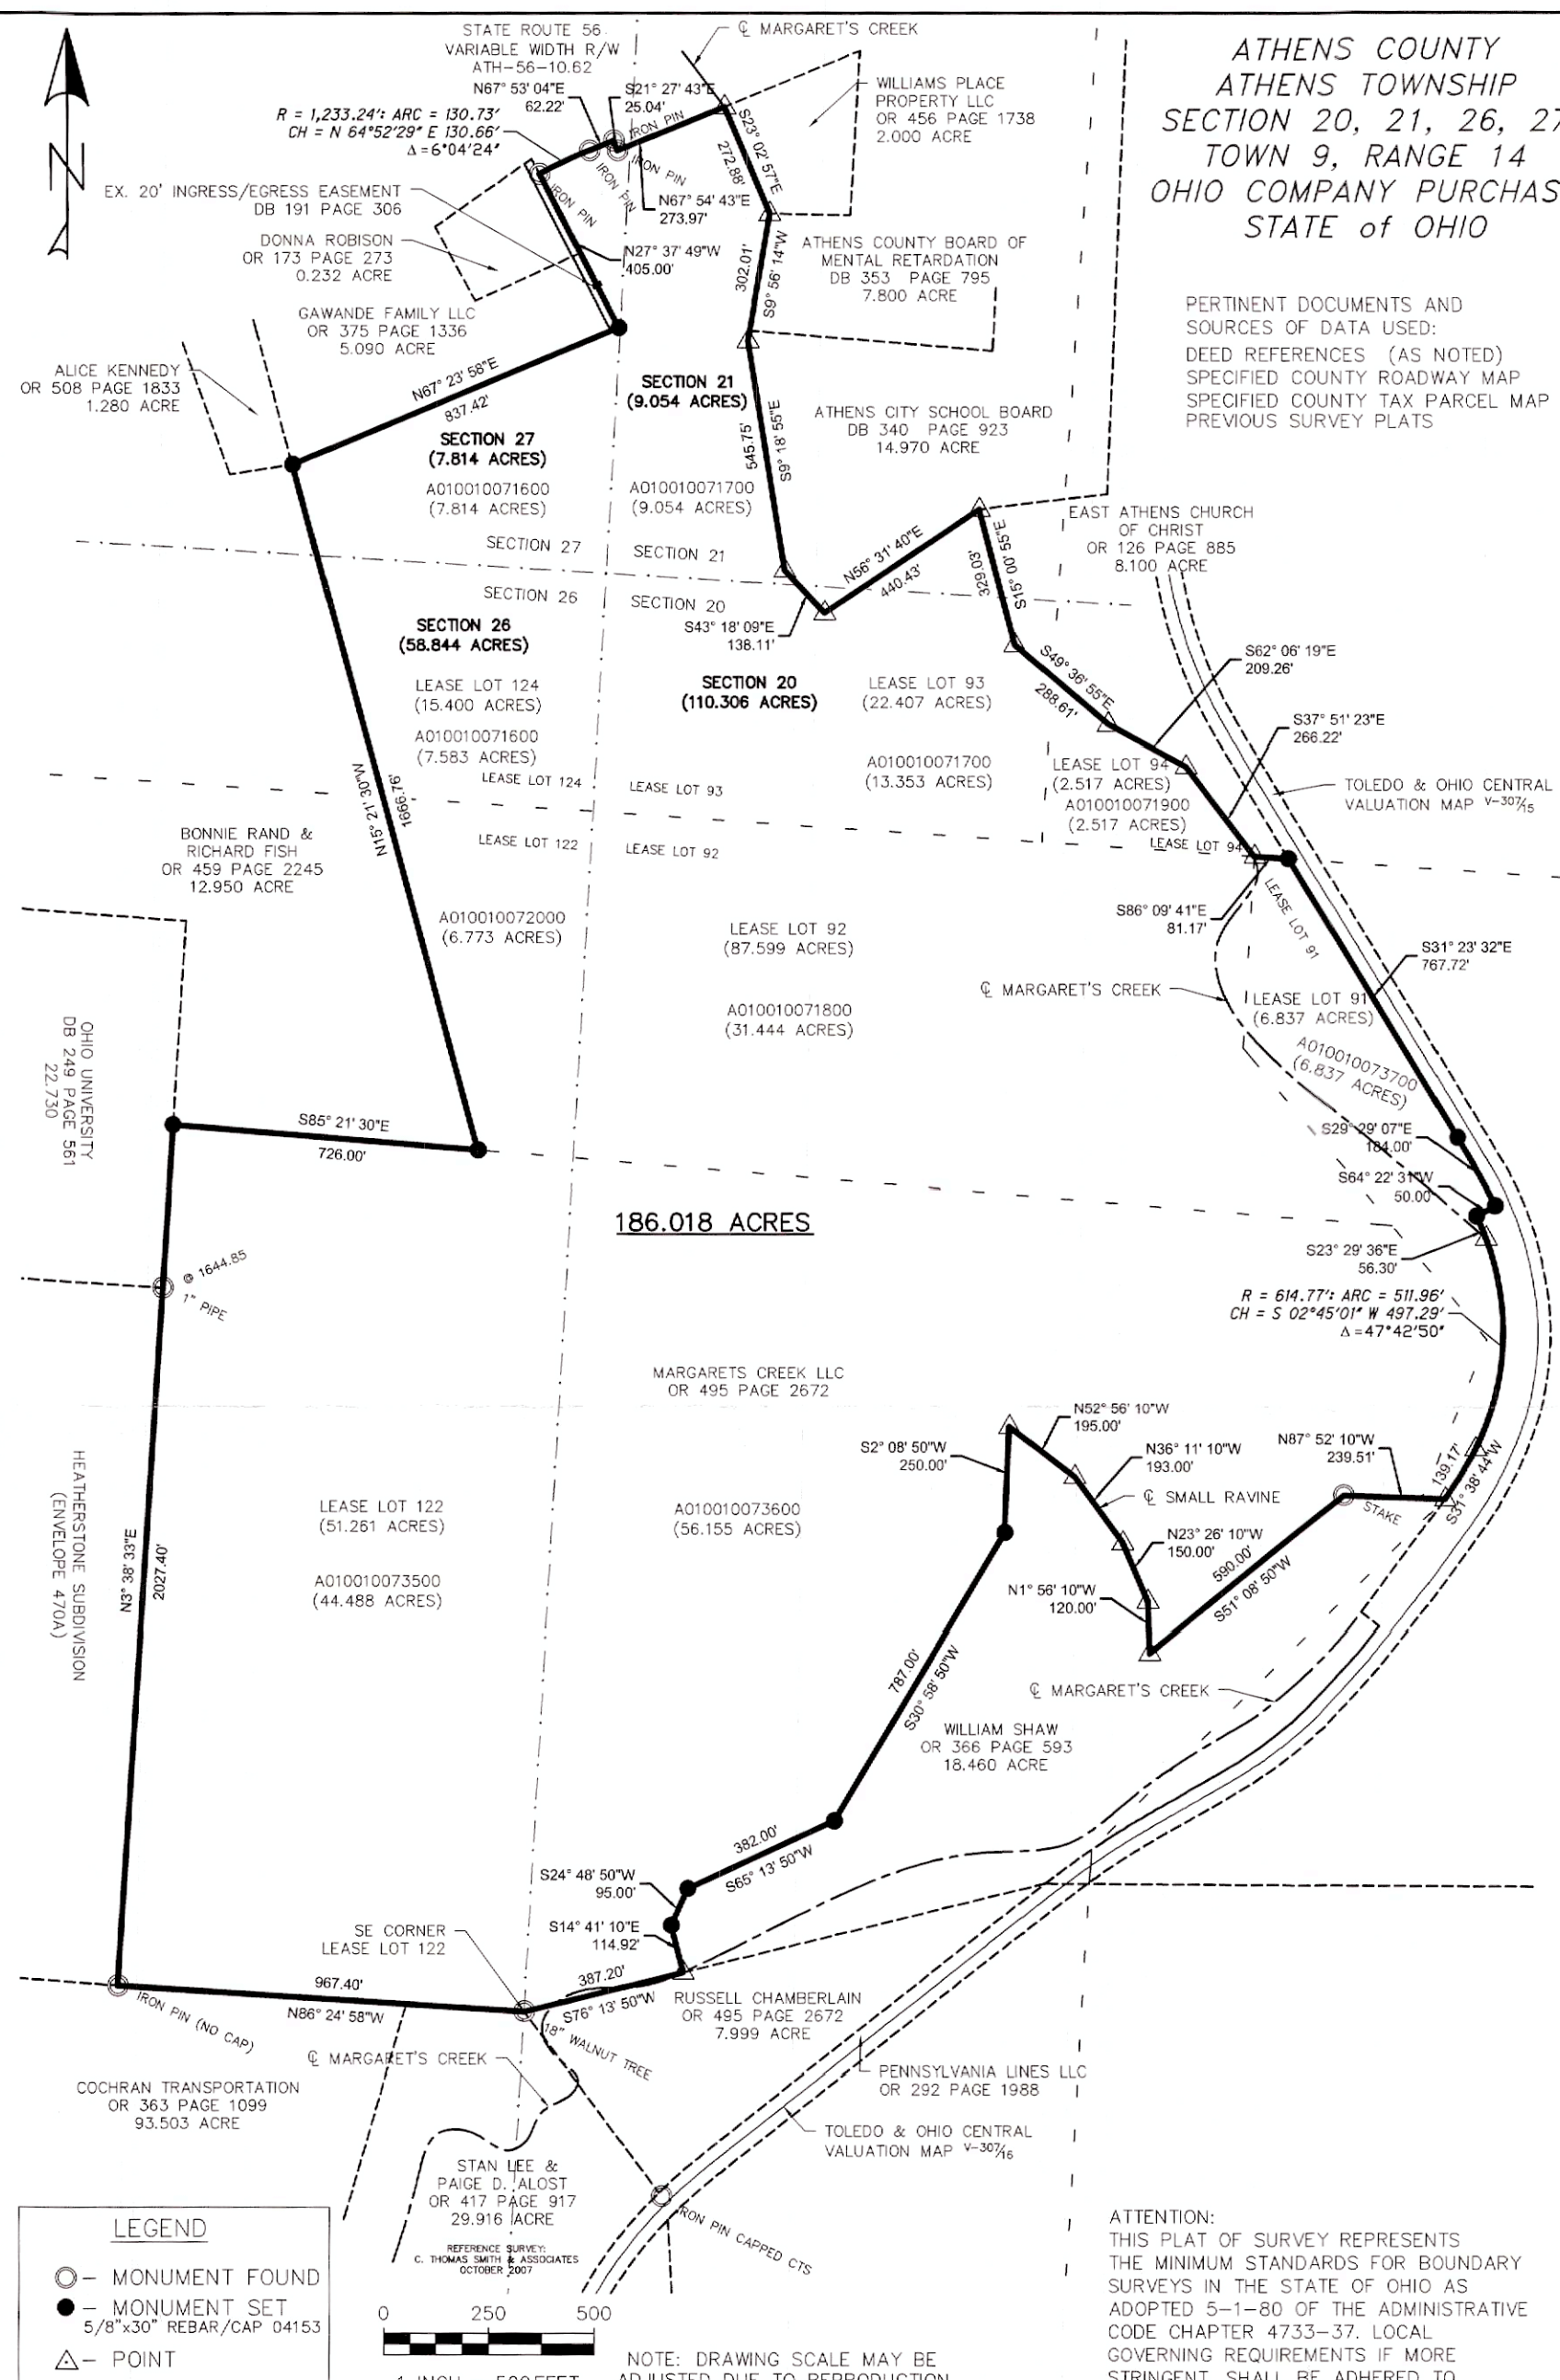 ATHENS COUNTY
ATHENS TOWNSHIP
SECTION 20, 21, 26, 27
TOWN 9, RANGE 14
OHIO COMPANY PURCHAS
STATE of OHIO
PERTINENT DOCUMENTS AND
SOURCES OF DATA USED:
DEED REFERENCES (AS NOTED)
SPECIFIED COUNTY ROADWAY MAP
SPECIFIED COUNTY TAX PARCEL MAP
PREVIOUS SURVEY PLATS
N
STATE ROUTE 56
VARIABLE WIDTH R/W
ATH-56-10.62
℄ MARGARET'S CREEK
N67° 53' 04"E
62.22'
S21° 27' 43"E
25.04'
R = 1,233.24': ARC = 130.73'
CH = N 64°52'29" E 130.66'
Δ=6°04'24"
IRON PIN
IRON PIN
IRON PIN
IRON PIN
N67° 54' 43"E
273.97'
S23° 02' 57"E
272.88'
WILLIAMS PLACE
PROPERTY LLC
OR 456 PAGE 1738
2.000 ACRE
EX. 20' INGRESS/EGRESS EASEMENT
DB 191 PAGE 306
DONNA ROBISON
OR 173 PAGE 273
0.232 ACRE
N27° 37' 49"W
405.00'
302.01'
S9° 56' 14"W
ATHENS COUNTY BOARD OF
MENTAL RETARDATION
DB 353 PAGE 795
7.800 ACRE
GAWANDE FAMILY LLC
OR 375 PAGE 1336
5.090 ACRE
ALICE KENNEDY
OR 508 PAGE 1833
1.280 ACRE
N67° 23' 58"E
837.42'
SECTION 21
(9.054 ACRES)
545.75'
S9° 18' 55"E
ATHENS CITY SCHOOL BOARD
DB 340 PAGE 923
14.970 ACRE
SECTION 27
(7.814 ACRES)
A010010071600
(7.814 ACRES)
A010010071700
(9.054 ACRES)
SECTION 27
SECTION 21
SECTION 26
SECTION 20
N56° 31' 40"E
440.43'
S43° 18' 09"E
138.11'
329.03'
S15° 00' 55"E
EAST ATHENS CHURCH
OF CHRIST
OR 126 PAGE 885
8.100 ACRE
SECTION 26
(58.844 ACRES)
LEASE LOT 124
(15.400 ACRES)
A010010071600
(7.583 ACRES)
SECTION 20
(110.306 ACRES)
LEASE LOT 93
(22.407 ACRES)
A010010071700
(13.353 ACRES)
S49° 36' 55"E
288.61'
S62° 06' 19"E
209.26'
S37° 51' 23"E
266.22'
LEASE LOT 94
(2.517 ACRES)
A010010071900
(2.517 ACRES)
LEASE LOT 94
TOLEDO & OHIO CENTRAL
VALUATION MAP V-307/15
LEASE LOT 124
LEASE LOT 93
LEASE LOT 122
LEASE LOT 92
N15° 21' 30"W
1666.76'
BONNIE RAND &
RICHARD FISH
OR 459 PAGE 2245
12.950 ACRE
A010010072000
(6.773 ACRES)
LEASE LOT 92
(87.599 ACRES)
A010010071800
(31.444 ACRES)
S86° 09' 41"E
81.17'
LEASE LOT 91
S31° 23' 32"E
767.72'
℄ MARGARET'S CREEK
LEASE LOT 91
(6.837 ACRES)
A010010073700
(6.837 ACRES)
OHIO UNIVERSITY
DB 249 PAGE 561
22.730
S85° 21' 30"E
726.00'
S29° 29' 07"E
184.00'
S64° 22' 31"W
50.00'
S23° 29' 36"E
56.30'
186.018 ACRES
@ 1644.85
1" PIPE
R = 614.77': ARC = 511.96'
CH = S 02°45'01" W 497.29'
Δ=47°42'50"
MARGARETS CREEK LLC
OR 495 PAGE 2672
N52° 56' 10"W
195.00'
S2° 08' 50"W
250.00'
N36° 11' 10"W
193.00'
℄ SMALL RAVINE
N87° 52' 10"W
239.51'
139.17'
S31° 38' 44"W
STAKE
HEATHERSTONE SUBDIVISION
(ENVELOPE 470A)
N3° 38' 33"E
2027.40'
LEASE LOT 122
(51.261 ACRES)
A010010073500
(44.488 ACRES)
A010010073600
(56.155 ACRES)
N23° 26' 10"W
150.00'
N1° 56' 10"W
120.00'
590.00'
S51° 08' 50"W
787.00'
S30° 58' 50"W
℄ MARGARET'S CREEK
WILLIAM SHAW
OR 366 PAGE 593
18.460 ACRE
382.00'
S65° 13' 50"W
S24° 48' 50"W
95.00'
S14° 41' 10"E
114.92'
SE CORNER
LEASE LOT 122
967.40'
N86° 24' 58"W
387.20'
S76° 13' 50"W
IRON PIN (NO CAP)
18" WALNUT TREE
RUSSELL CHAMBERLAIN
OR 495 PAGE 2672
7.999 ACRE
℄ MARGARET'S CREEK
COCHRAN TRANSPORTATION
OR 363 PAGE 1099
93.503 ACRE
PENNSYLVANIA LINES LLC
OR 292 PAGE 1988
TOLEDO & OHIO CENTRAL
VALUATION MAP V-307/16
STAN LEE &
PAIGE D. ALOST
OR 417 PAGE 917
29.916 ACRE
REFERENCE SURVEY:
C. THOMAS SMITH & ASSOCIATES
OCTOBER 2007
IRON PIN CAPPED CTS
LEGEND
– MONUMENT FOUND
– MONUMENT SET
5/8"x30" REBAR/CAP 04153
– POINT
0 250 500
1 INCH = 500 FEET
NOTE: DRAWING SCALE MAY BE
ADJUSTED DUE TO REPRODUCTION
ATTENTION:
THIS PLAT OF SURVEY REPRESENTS
THE MINIMUM STANDARDS FOR BOUNDARY
SURVEYS IN THE STATE OF OHIO AS
ADOPTED 5-1-80 OF THE ADMINISTRATIVE
CODE CHAPTER 4733-37. LOCAL
GOVERNING REQUIREMENTS IF MORE
STRINGENT SHALL BE ADHERED TO